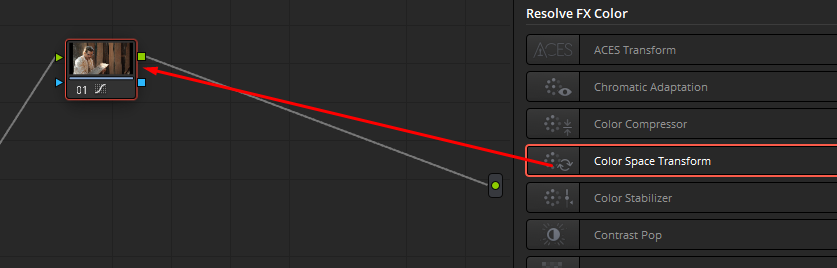 Resolve FX Color
ACES
ACES Transform
Chromatic Adaptation
Color Compressor
Color Space Transform
Color Stabilizer
Contrast Pop
01